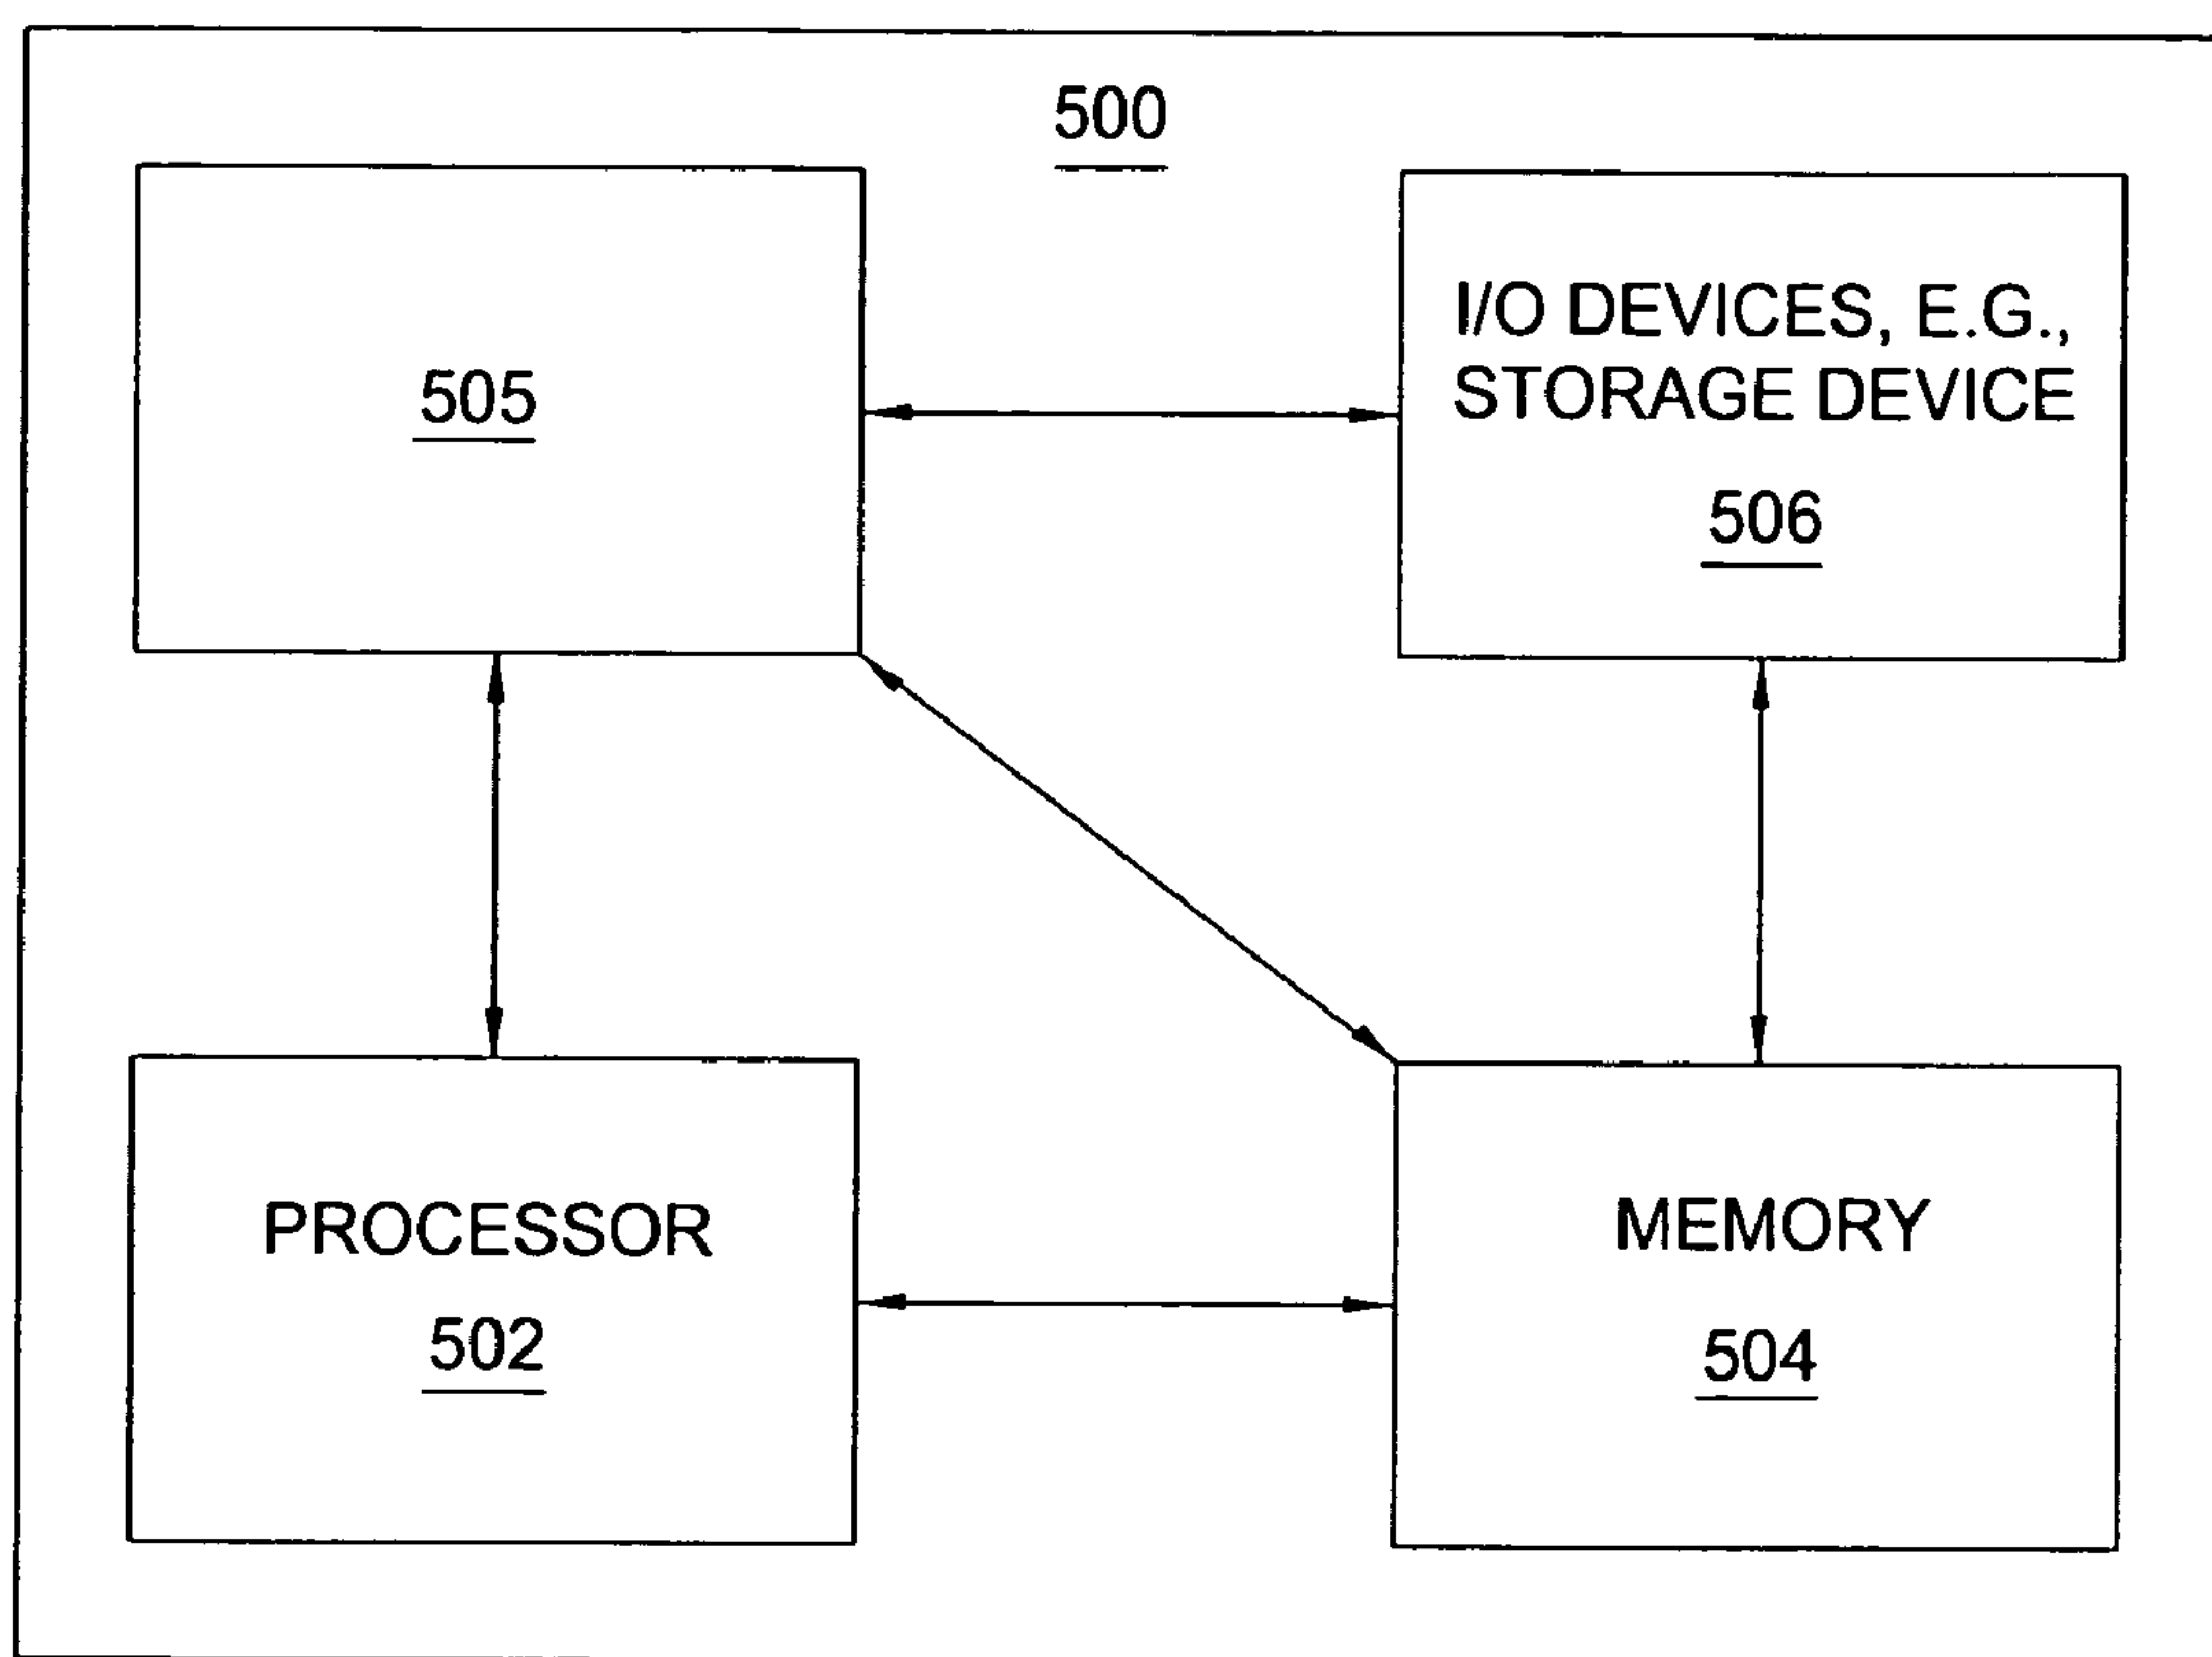 500
505
I/O DEVICES, E.G.,
STORAGE DEVICE
506
PROCESSOR
502
MEMORY
504